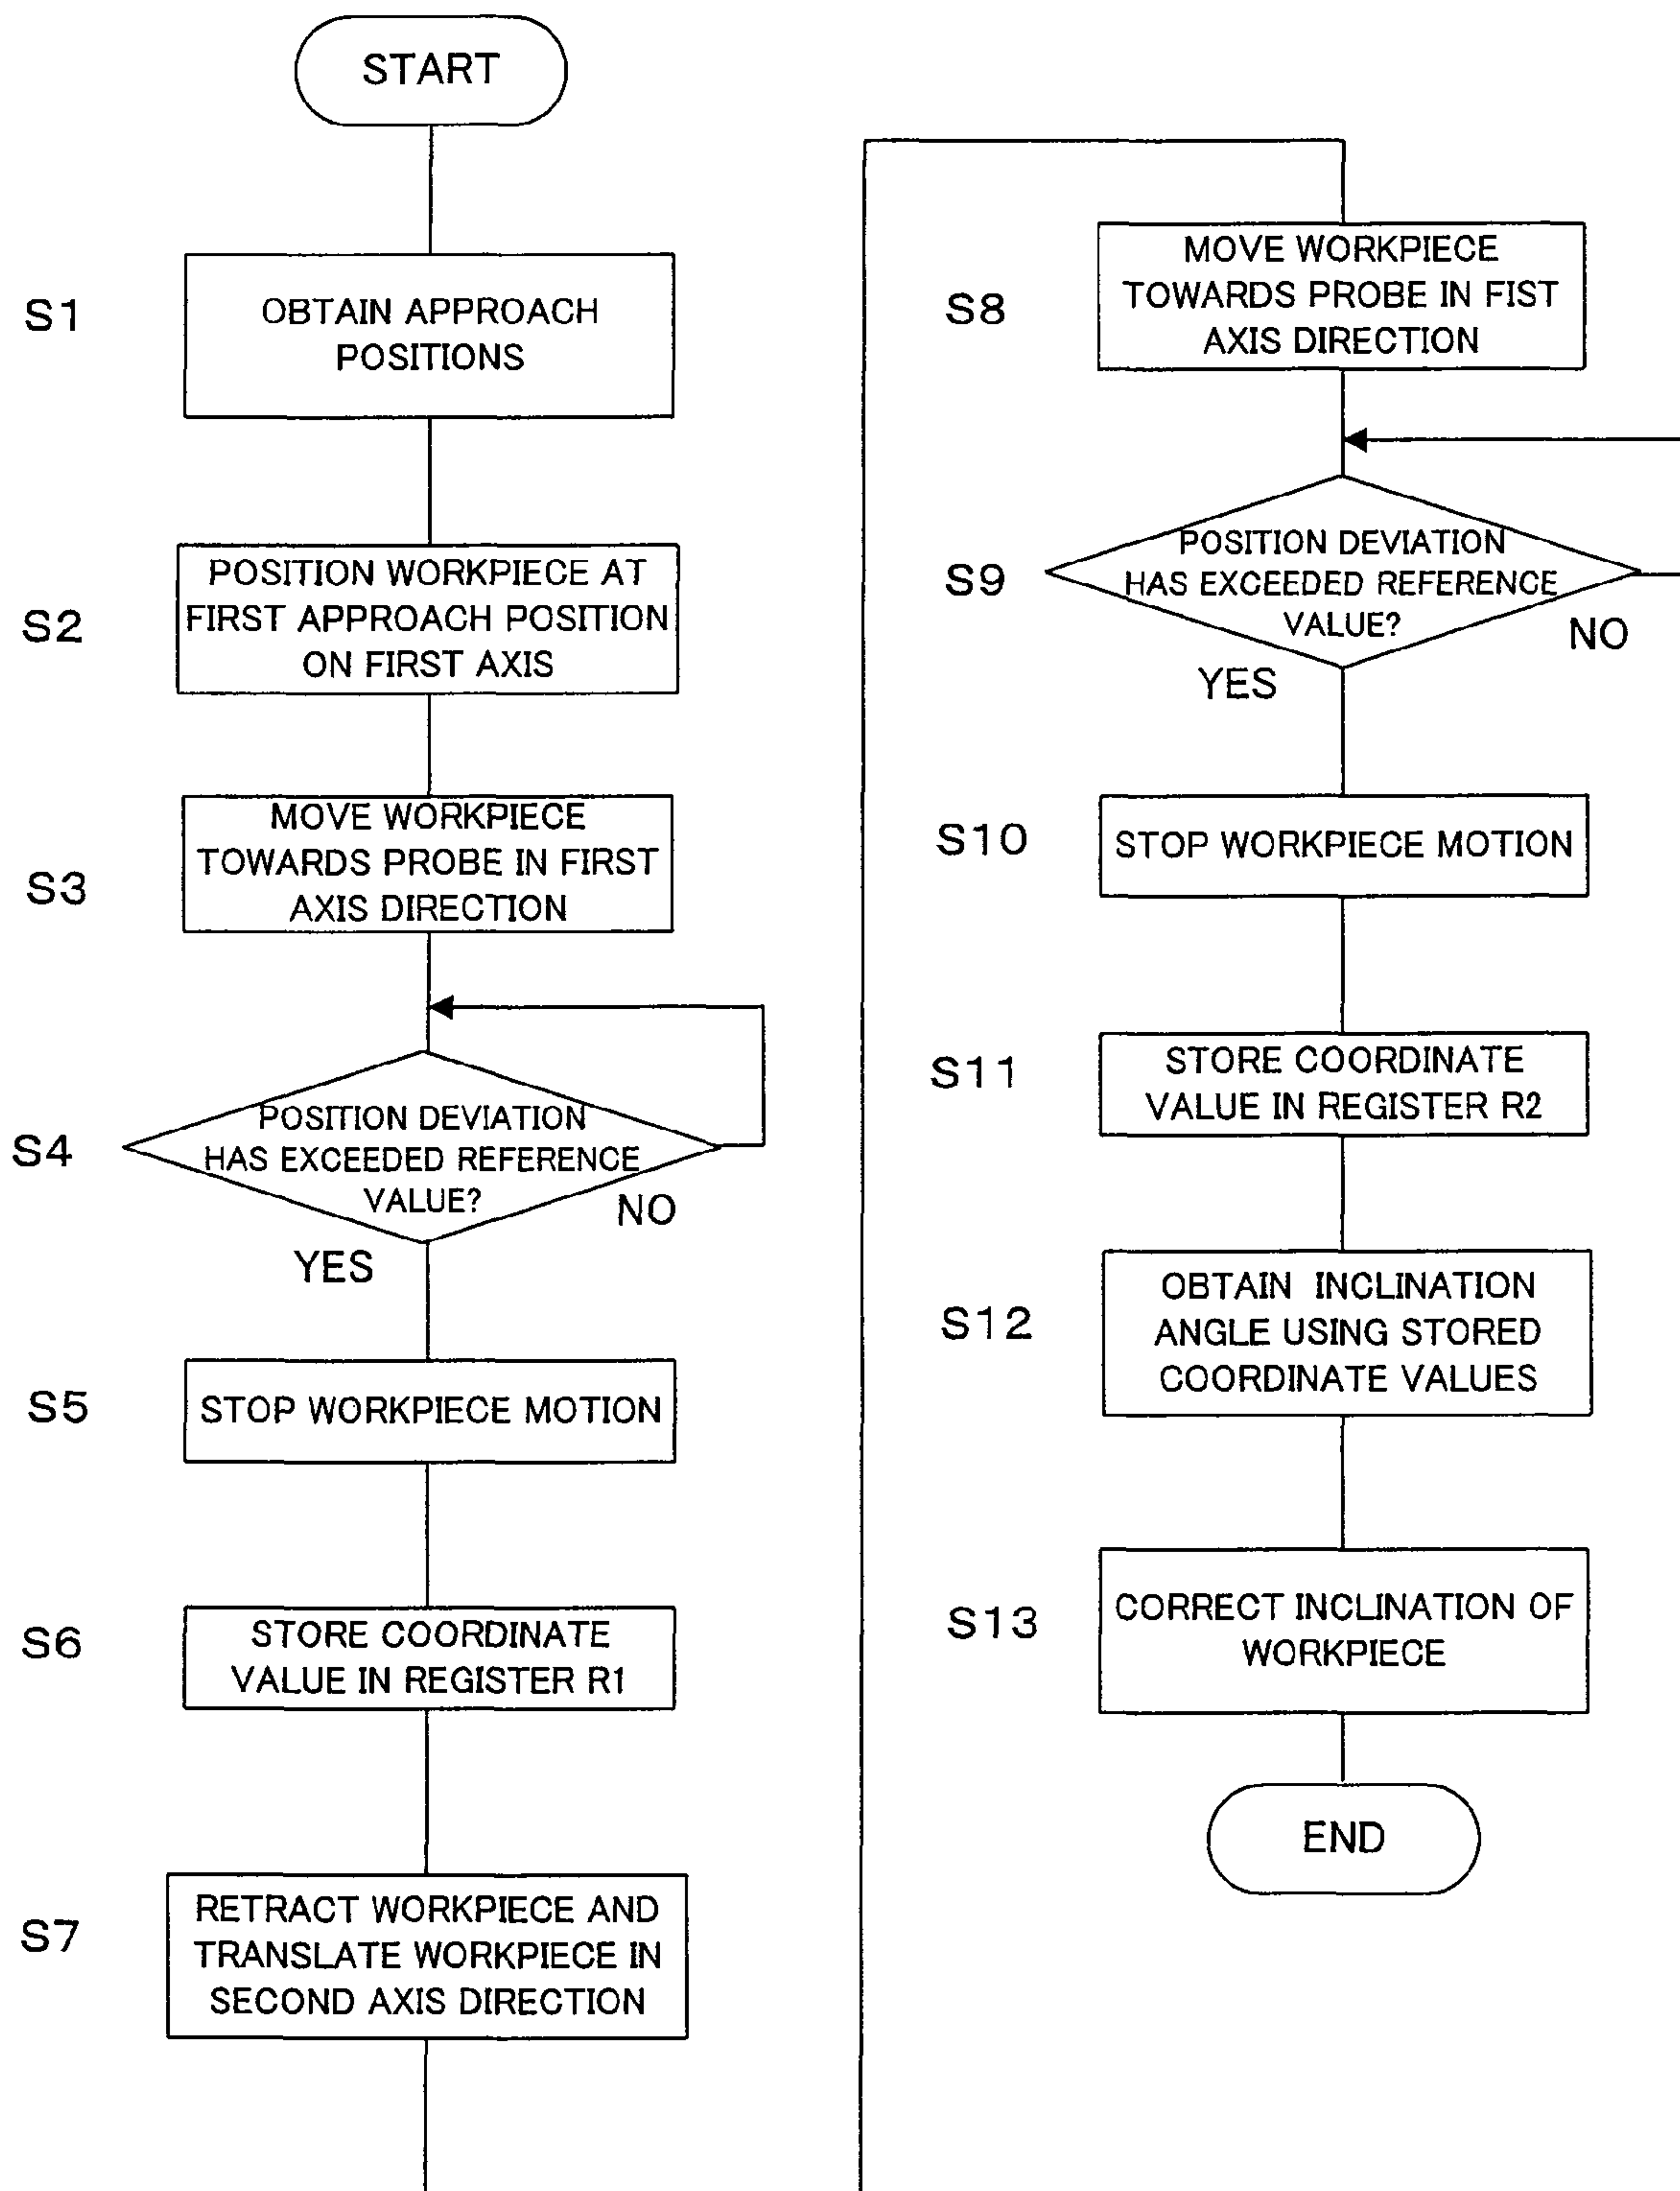 START
S1
OBTAIN APPROACH
POSITIONS
S2
POSITION WORKPIECE AT
FIRST APPROACH POSITION
ON FIRST AXIS
S3
MOVE WORKPIECE
TOWARDS PROBE IN FIRST
AXIS DIRECTION
S4
POSITION DEVIATION
HAS EXCEEDED REFERENCE
VALUE?
NO
YES
S5
STOP WORKPIECE MOTION
S6
STORE COORDINATE
VALUE IN REGISTER R1
S7
RETRACT WORKPIECE AND
TRANSLATE WORKPIECE IN
SECOND AXIS DIRECTION
S8
MOVE WORKPIECE
TOWARDS PROBE IN FIST
AXIS DIRECTION
S9
POSITION DEVIATION
HAS EXCEEDED REFERENCE
VALUE?
NO
YES
S10
STOP WORKPIECE MOTION
S11
STORE COORDINATE
VALUE IN REGISTER R2
S12
OBTAIN INCLINATION
ANGLE USING STORED
COORDINATE VALUES
S13
CORRECT INCLINATION OF
WORKPIECE
END